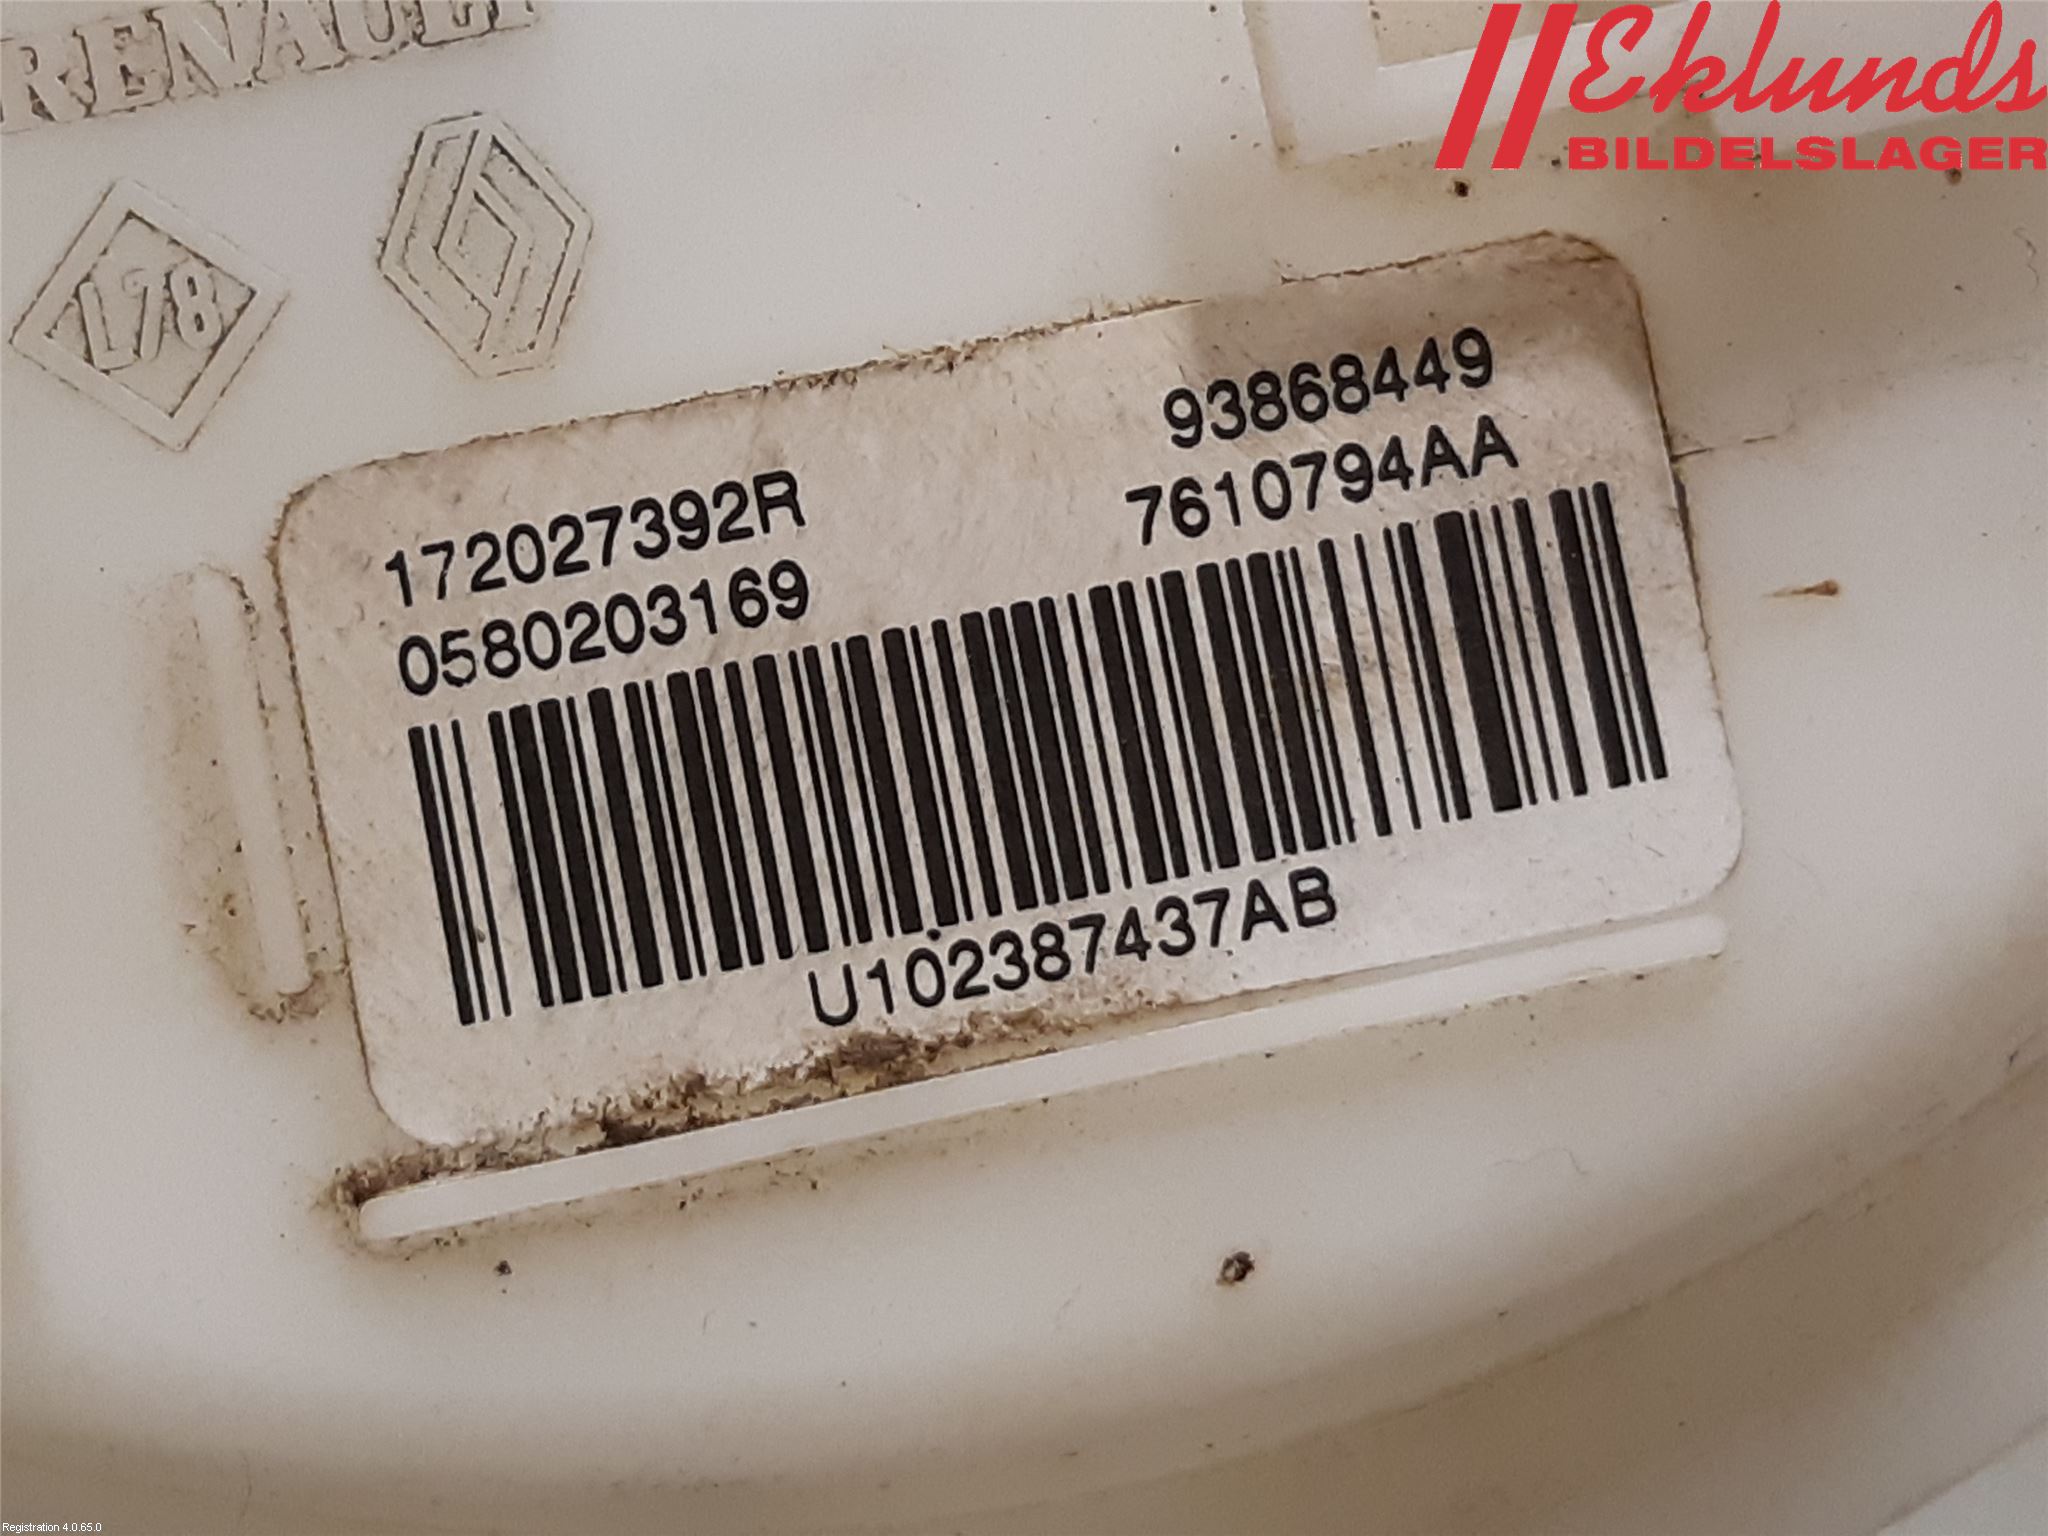 RENAULT
L78
Eklunds
BILDELSLAGER
93868449
172027392R
7610794AA
0580203169
U102387437AB
Registration 4.0.65.0